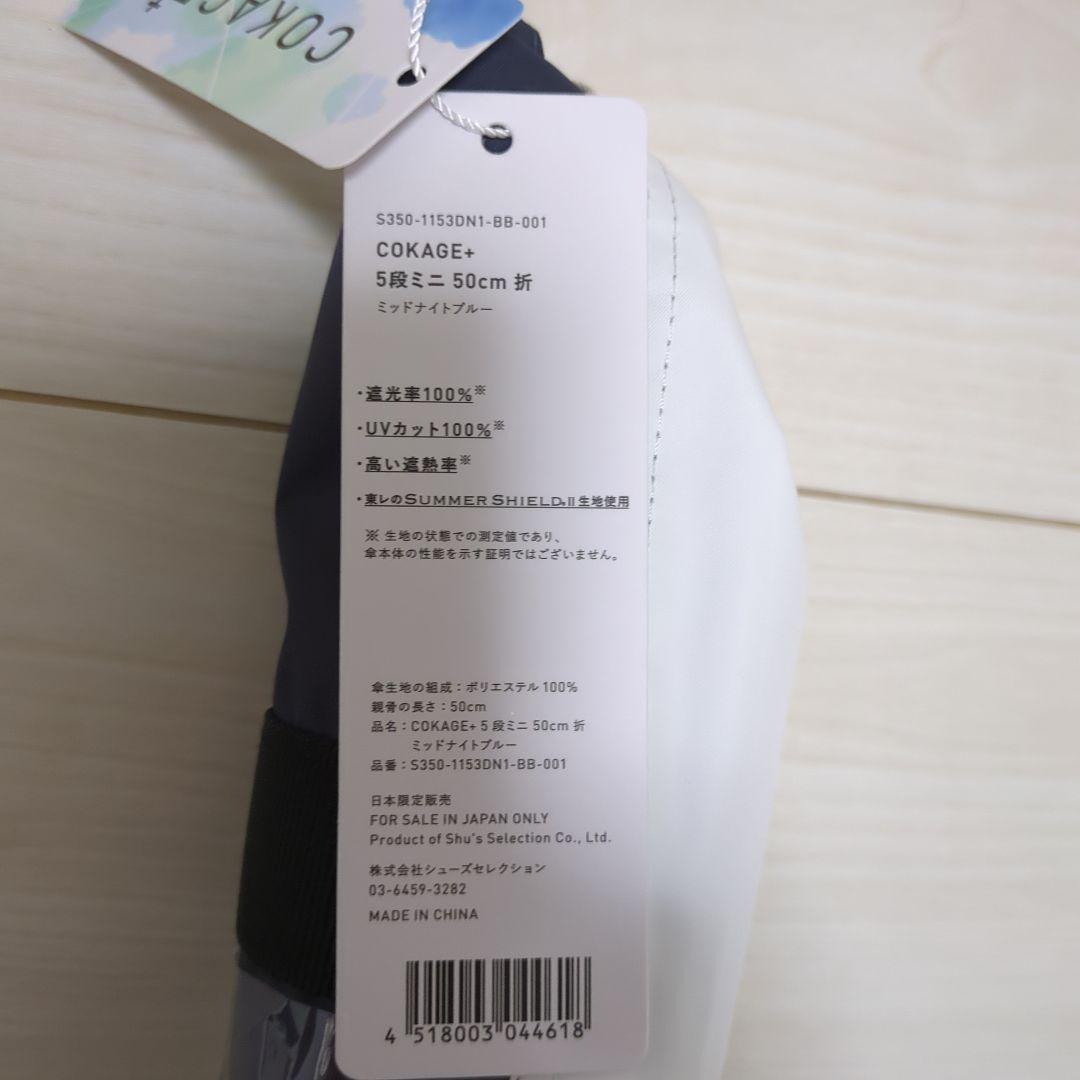 COKAGE+
S350-1153DN1-BB-001
COKAGE+
5段ミニ 50cm 折
ミッドナイトブルー
・遮光率100%※
・UVカット100%※
・高い遮熱率※
・東レのSUMMER SHIELD®II生地使用
※ 生地の状態での測定値であり、
傘本体の性能を示す証明ではございません。
傘生地の組成：ポリエステル100%
親骨の長さ：50cm
品名：COKAGE+ 5段ミニ 50cm 折
ミッドナイトブルー
品番：S350-1153DN1-BB-001
日本限定販売
FOR SALE IN JAPAN ONLY
Product of Shu's Selection Co., Ltd.
株式会社シューズセレクション
03-6459-3282
MADE IN CHINA
4 518003 044618